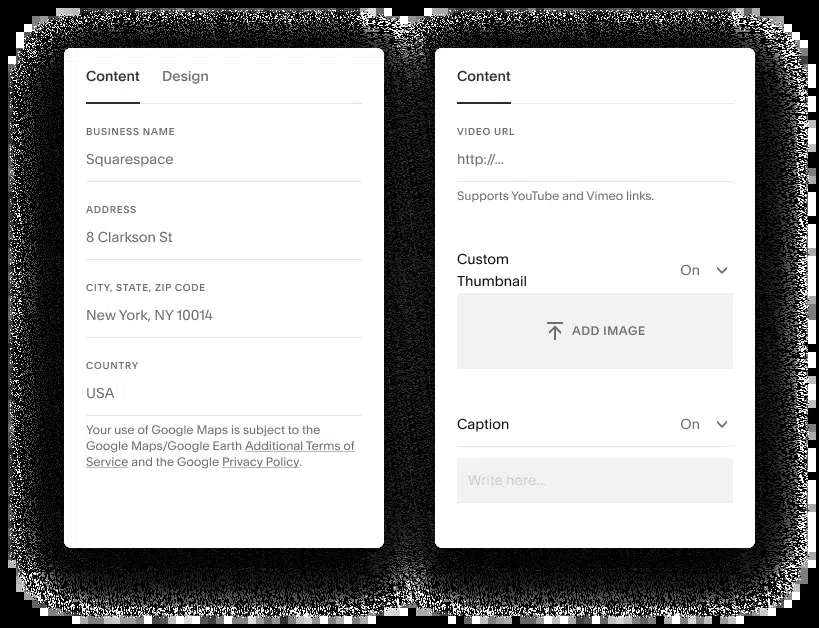 Content Design
BUSINESS NAME
Squarespace
ADDRESS
8 Clarkson St
CITY, STATE, ZIP CODE
New York, NY 10014
COUNTRY
USA
Your use of Google Maps is subject to the
Google Maps/Google Earth Additional Terms of
Service and the Google Privacy Policy.
Content
VIDEO URL
http://...
Supports YouTube and Vimeo links.
Custom
Thumbnail
On
ADD IMAGE
Caption
On
Write here...